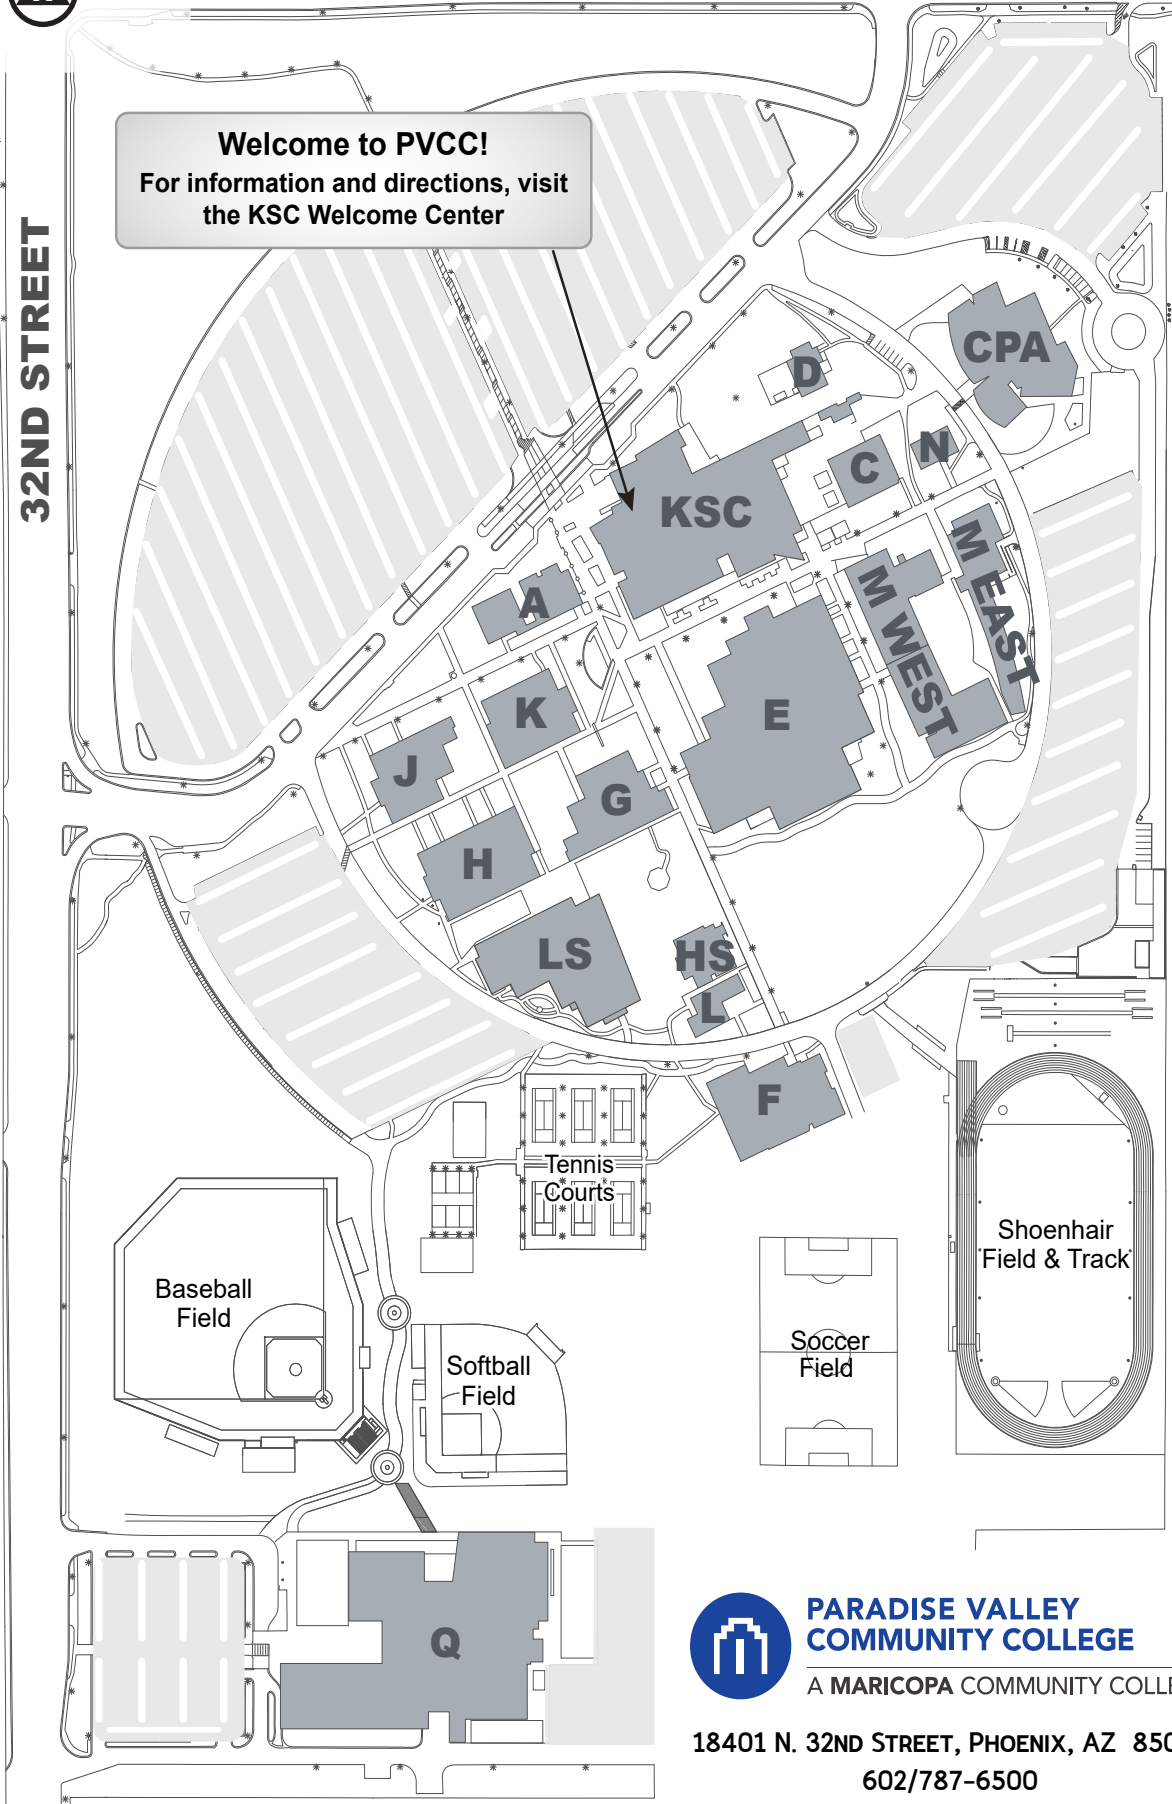 Welcome to PVCC!
For information and directions, visit
the KSC Welcome Center
32ND STREET
CPA
D
N
C
KSC
M EAST
M WEST
A
K
E
J
G
H
LS
HS
L
F
Tennis
Courts
Shoenhair
Field & Track
Baseball
Field
Soccer
Field
Softball
Field
Q
PARADISE VALLEY
COMMUNITY COLLEGE
A MARICOPA COMMUNITY
18401 N. 32ND STREET, PHOENIX, AZ
602/787-6500